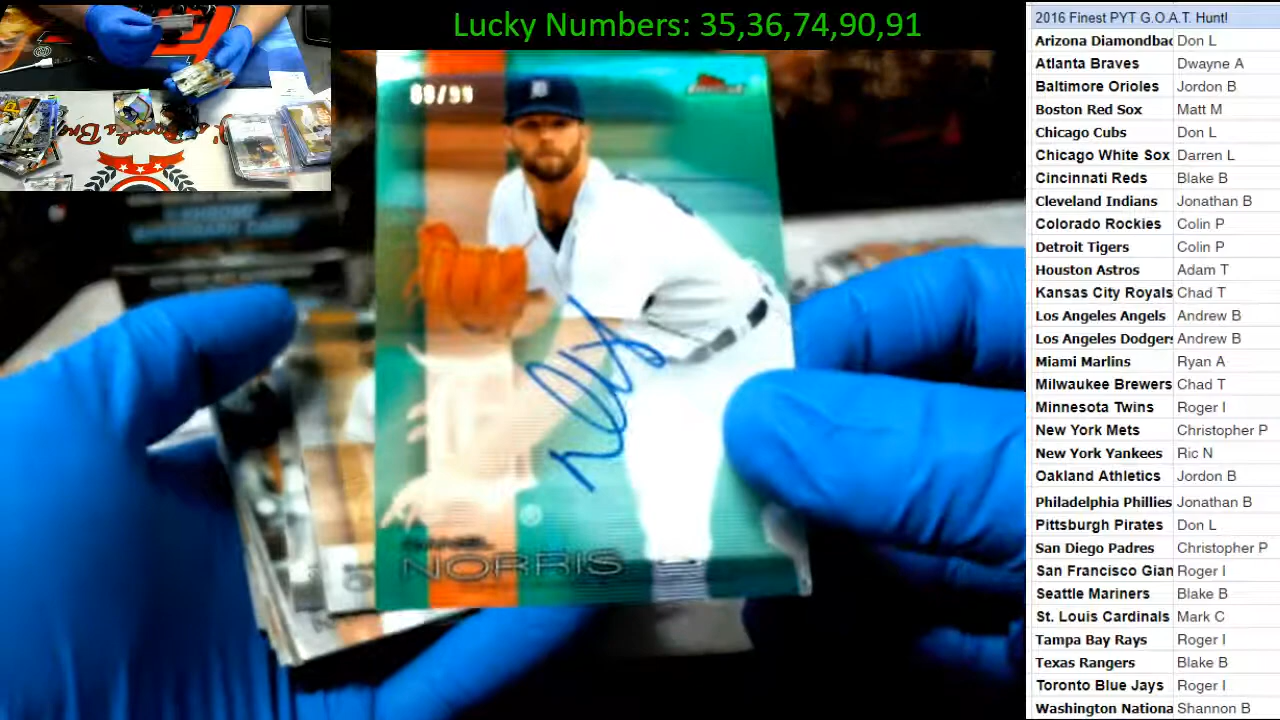 Lucky Numbers: 35,36,74,90,91
89/99
NORRIS
2016 Finest PYT G.O.A.T. Hunt!
Arizona Diamondbac Don L
Atlanta Braves Dwayne A
Baltimore Orioles Jordon B
Boston Red Sox Matt M
Chicago Cubs Don L
Chicago White Sox Darren L
Cincinnati Reds Blake B
Cleveland Indians Jonathan B
Colorado Rockies Colin P
Detroit Tigers Colin P
Houston Astros Adam T
Kansas City Royals Chad T
Los Angeles Angels Andrew B
Los Angeles Dodgers Andrew B
Miami Marlins Ryan A
Milwaukee Brewers Chad T
Minnesota Twins Roger I
New York Mets Christopher P
New York Yankees Ric N
Oakland Athletics Jordon B
Philadelphia Phillies Jonathan B
Pittsburgh Pirates Don L
San Diego Padres Christopher P
San Francisco Gian Roger I
Seattle Mariners Blake B
St. Louis Cardinals Mark C
Tampa Bay Rays Roger I
Texas Rangers Blake B
Toronto Blue Jays Roger I
Washington Nationa Shannon B